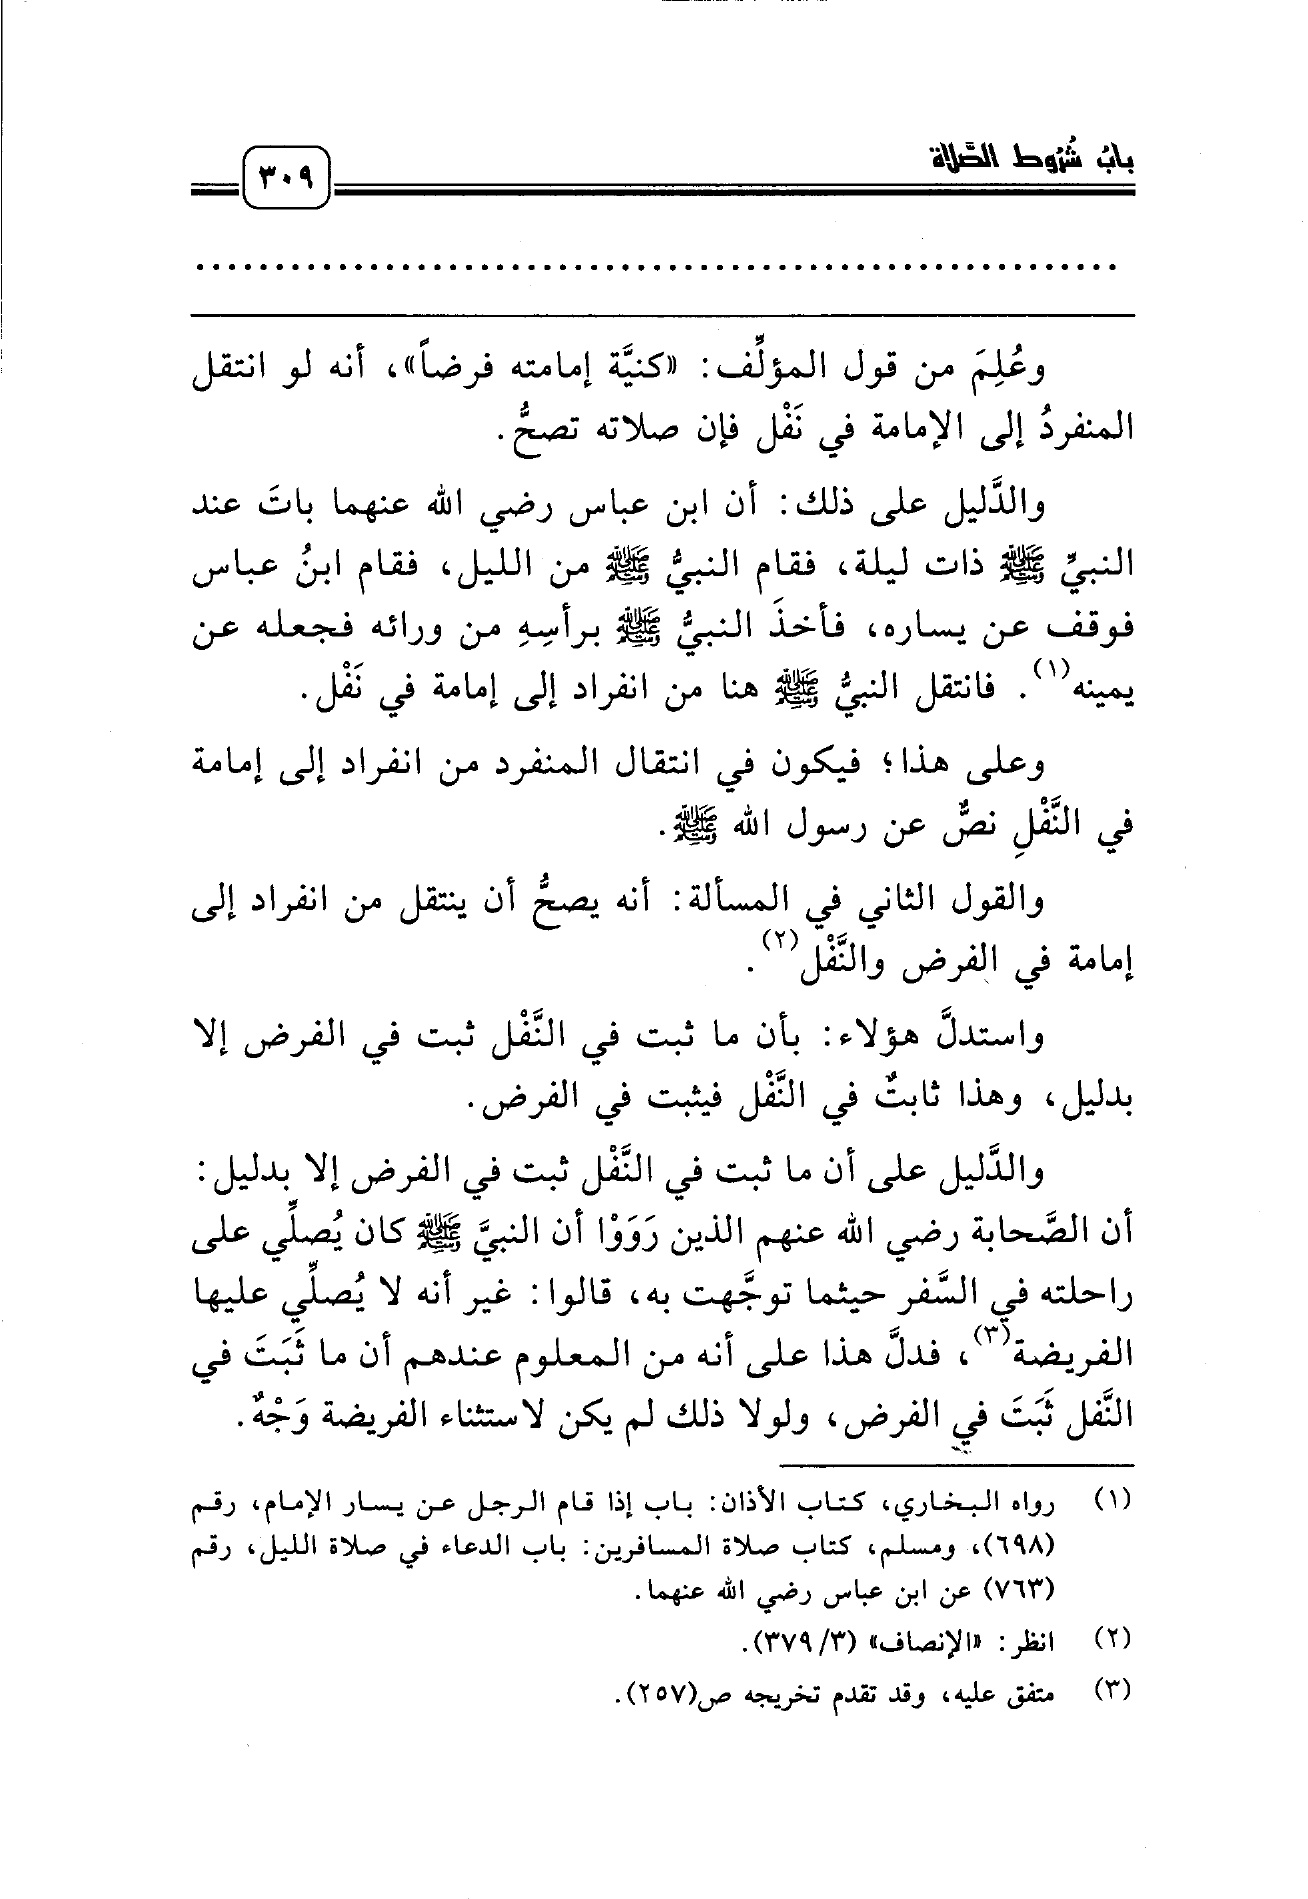 بابُ شُرُوط الصَّلاة
٣٠٩
............................................................
وعُلِمَ من قول المؤلِّف: «كنيَّة إمامته فرضاً»، أنه لو انتقل
المنفردُ إلى الإمامة في نَفْل فإن صلاته تصحُّ.
والدَّليل على ذلك: أن ابن عباس رضي الله عنهما باتَ عند
النبيِّ ﷺ ذات ليلة، فقام النبيُّ ﷺ من الليل، فقام ابنُ عباس
فوقف عن يساره، فأخذَ النبيُّ ﷺ برأسِهِ من ورائه فجعله عن
يمينه(١). فانتقل النبيُّ ﷺ هنا من انفراد إلى إمامة في نَفْل.
وعلى هذا؛ فيكون في انتقال المنفرد من انفراد إلى إمامة
في النَّفْلِ نصٌّ عن رسول الله ﷺ.
والقول الثاني في المسألة: أنه يصحُّ أن ينتقل من انفراد إلى
إمامة في الفرض والنَّفْل(٢).
واستدلَّ هؤلاء: بأن ما ثبت في النَّفْل ثبت في الفرض إلا
بدليل، وهذا ثابتٌ في النَّفْل فيثبت في الفرض.
والدَّليل على أن ما ثبت في النَّفْل ثبت في الفرض إلا بدليل:
أن الصَّحابة رضي الله عنهم الذين رَوَوْا أن النبيَّ ﷺ كان يُصلِّي على
راحلته في السَّفر حيثما توجَّهت به، قالوا: غير أنه لا يُصلِّي عليها
الفريضة(٣)، فدلَّ هذا على أنه من المعلوم عندهم أن ما ثَبَتَ في
النَّفل ثَبَتَ في الفرض، ولولا ذلك لم يكن لاستثناء الفريضة وَجْهٌ.
(١) رواه البخاري، كتاب الأذان: باب إذا قام الرجل عن يسار الإمام، رقم
(٦٩٨)، ومسلم، كتاب صلاة المسافرين: باب الدعاء في صلاة الليل، رقم
(٧٦٣) عن ابن عباس رضي الله عنهما.
(٢) انظر: «الإنصاف» (٣/ ٣٧٩).
(٣) متفق عليه، وقد تقدم تخريجه ص(٢٥٧).